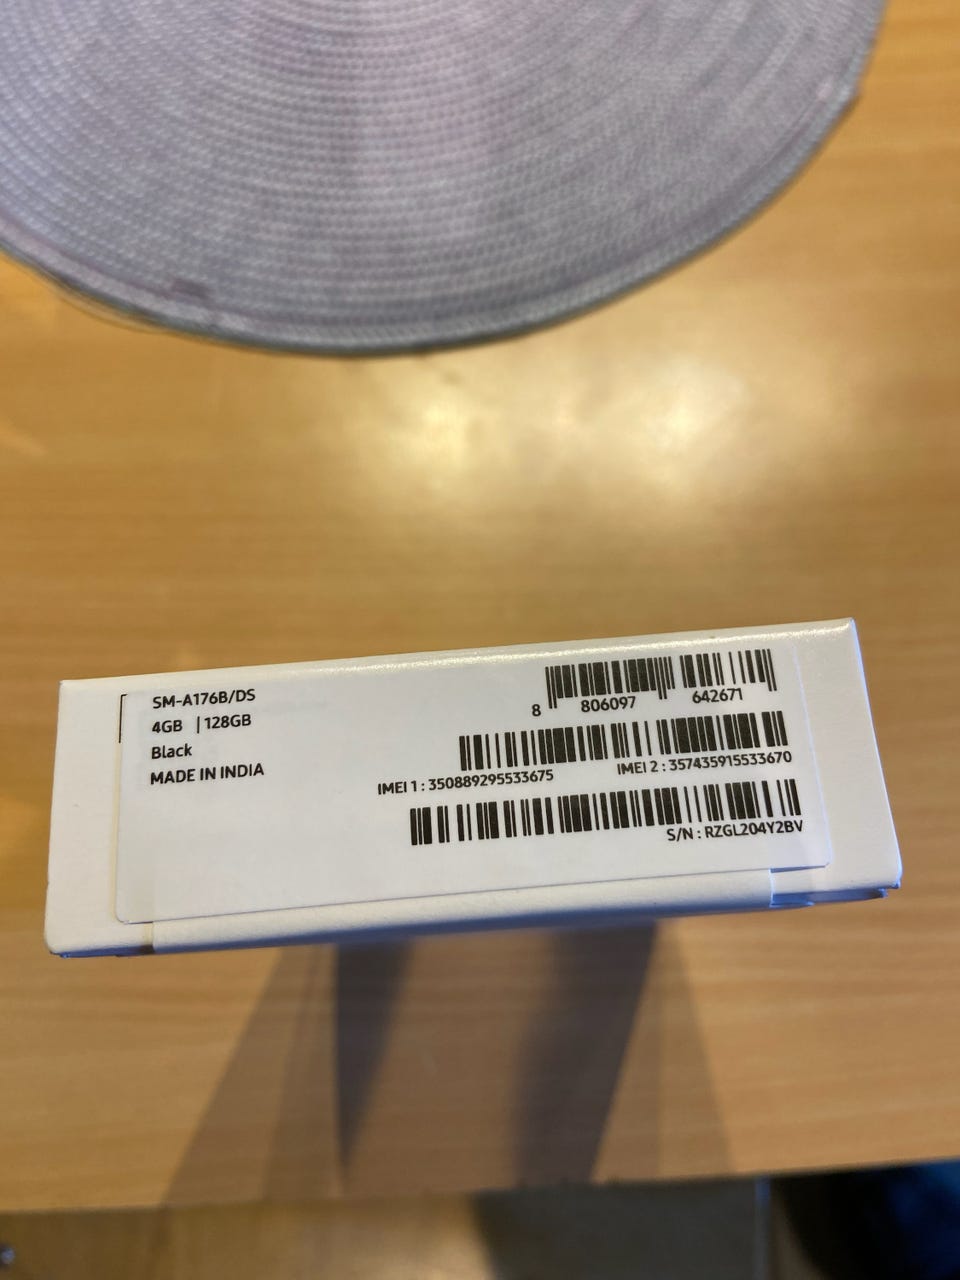 SM-A176B/DS
4GB | 128GB
Black
MADE IN INDIA
8 806097 642671
IMEI 1 : 350889295533675 IMEI 2 : 357435915533670
S/N : RZGL204Y2BV